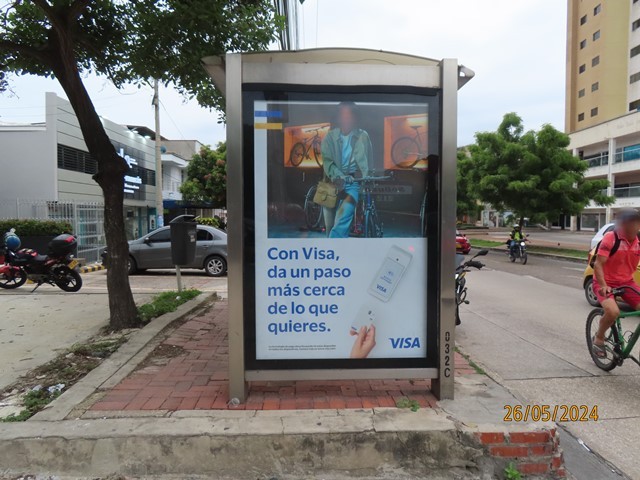 Con Visa,
da un paso
más cerca
de lo que
quieres.
VISA
VISA
032C
26/05/2024